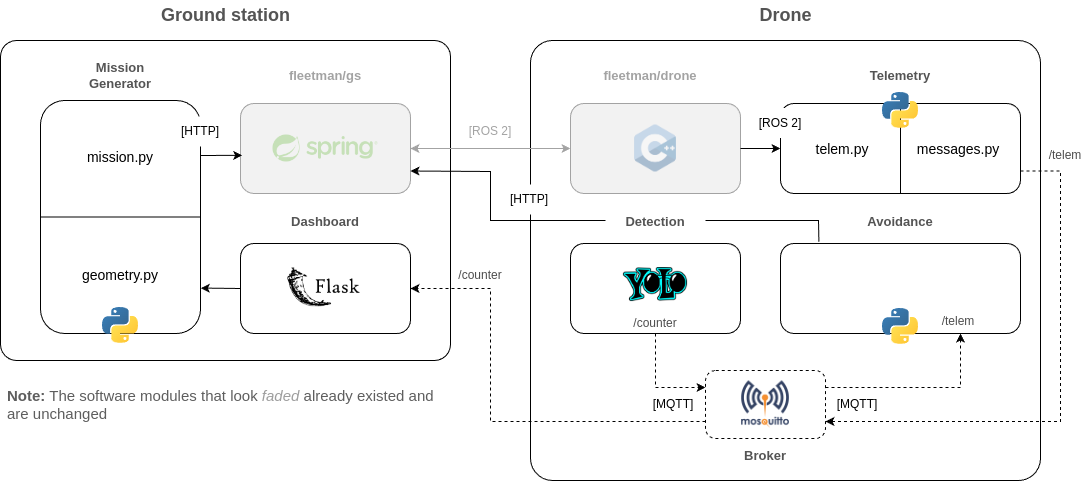 Ground station
Drone
Mission
Generator
fleetman/gs
fleetman/drone
Telemetry
[HTTP]
mission.py
spring
[ROS 2]
[ROS 2]
telem.py
messages.py
/telem
[HTTP]
Dashboard
Detection
Avoidance
geometry.py
Flask
/counter
YOLO
/counter
/telem
Note: The software modules that look faded already existed and
are unchanged
[MQTT]
mosquitto
[MQTT]
Broker